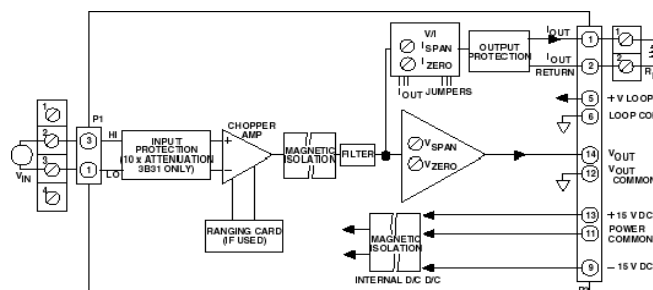 V/I
I SPAN
I ZERO
I OUT JUMPERS
OUTPUT
PROTECTION
I OUT
I OUT
RETURN
1
2
1
2
5
+ V LOOP
6
LOOP
14
V OUT
12
V OUT
COMMON
13
+ 15 V DC
11
POWER
COMMON
9
– 15 V DC
P1
1
2
3
4
3
1
V IN
HI
LO
INPUT
PROTECTION
(10 x ATTENUATION
3B31 ONLY)
CHOPPER
AMP
+
–
RANGING CARD
(IF USED)
MAGNETIC
ISOLATION
FILTER
V SPAN
V ZERO
MAGNETIC
ISOLATION
INTERNAL D/C D/C